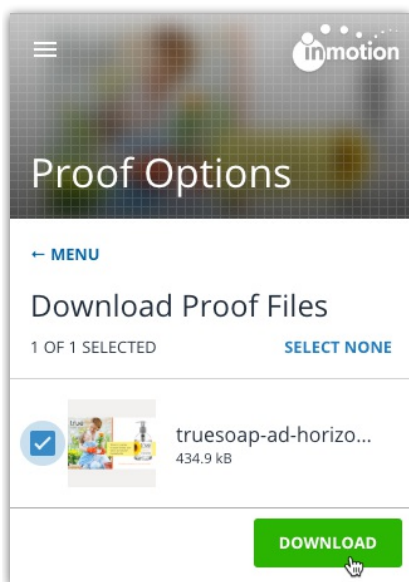 inmotion
Proof Options
← MENU
Download Proof Files
1 OF 1 SELECTED
SELECT NONE
true
truesoap-ad-horizo...
434.9 kB
DOWNLOAD